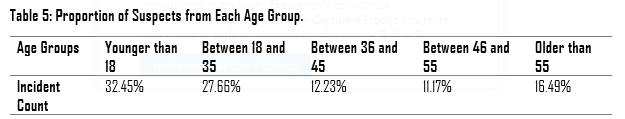 Table 5: Proportion of Suspects from Each Age Group.
Age Groups Younger than 18 Between 18 and 35 Between 36 and 45 Between 46 and 55 Older than 55
Incident Count 32.45% 27.66% 12.23% 11.17% 16.49%